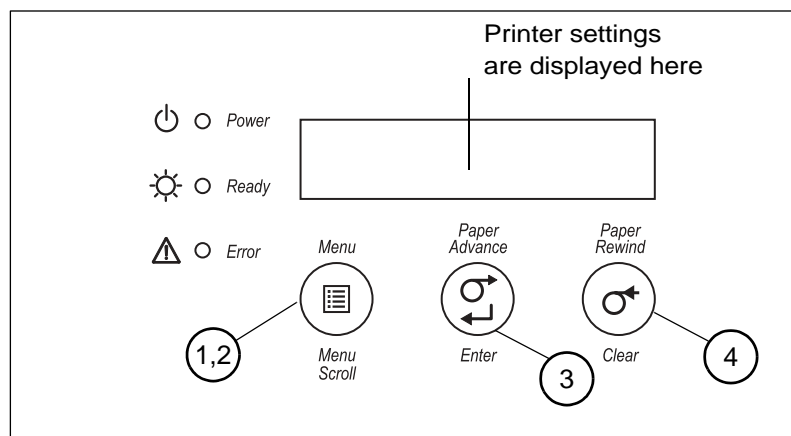 Printer settings
are displayed here
Power
Ready
Error
Menu
Paper
Advance
Paper
Rewind
1,2
Menu
Scroll
Enter
3
Clear
4